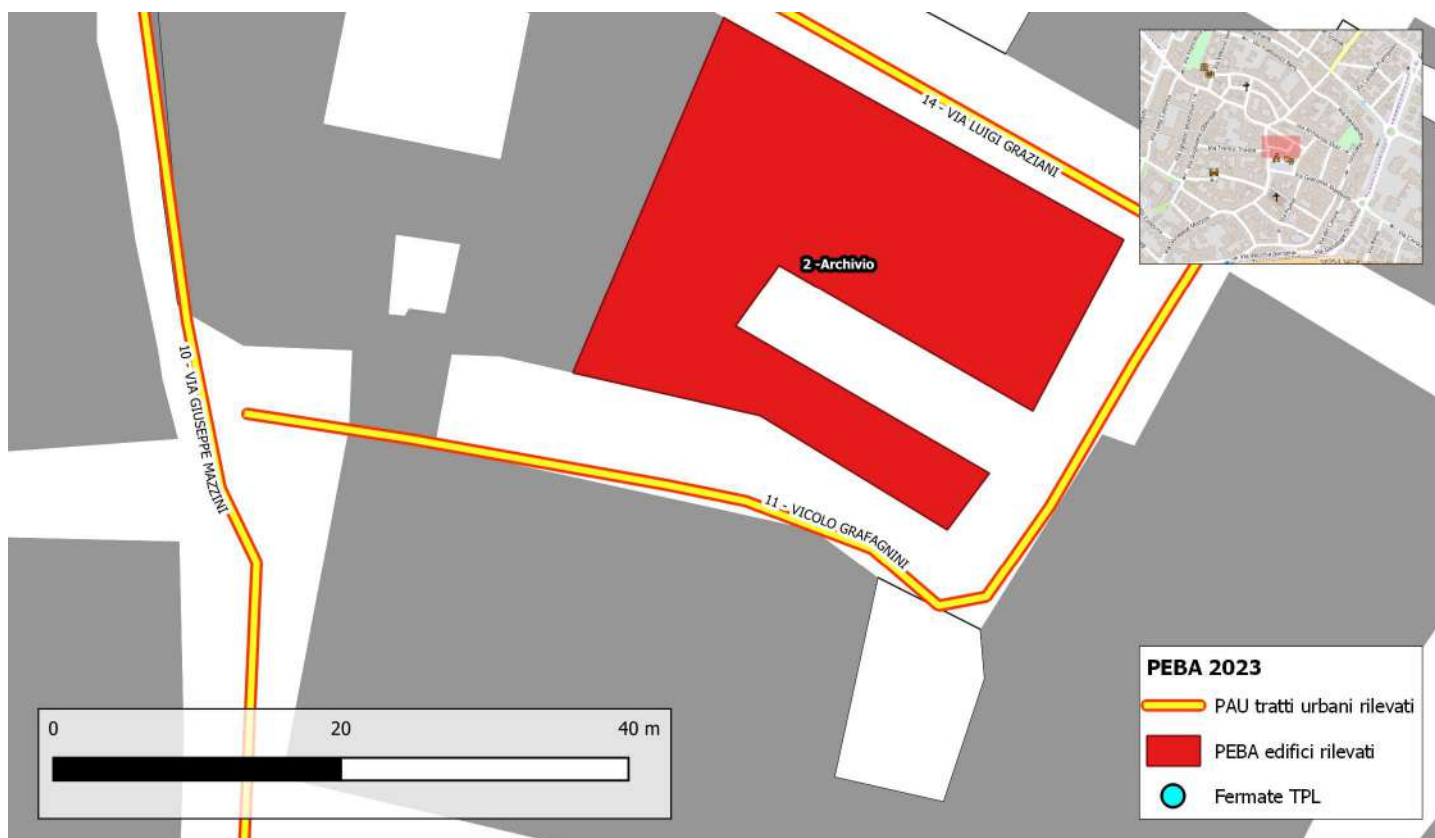 14 - VIA LUIGI GRAZIANI
2 -Archivio
10 - VIA GIUSEPPE MAZZINI
11 - VICOLO GRAFAGNINI
0 20 40 m
PEBA 2023
PAU tratti urbani rilevati
PEBA edifici rilevati
Fermate TPL